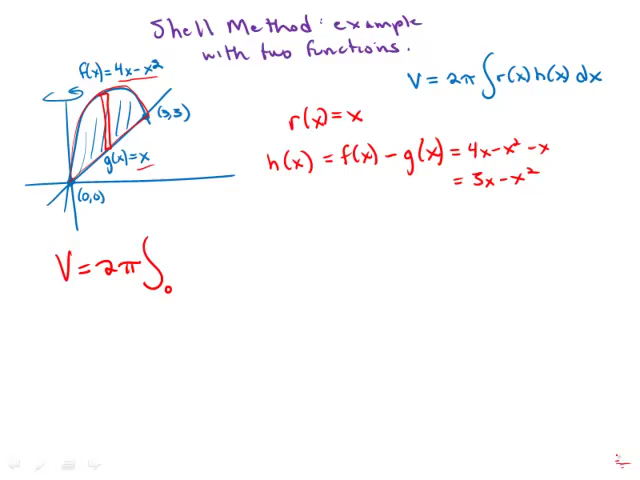 Shell Method: example
with two functions.
f(x) = 4x - x²
V = 2π ∫ r(x) h(x) dx
(3,3)
r(x) = x
g(x) = x
h(x) = f(x) - g(x) = 4x - x² - x
= 3x - x²
(0,0)
V = 2π ∫₀